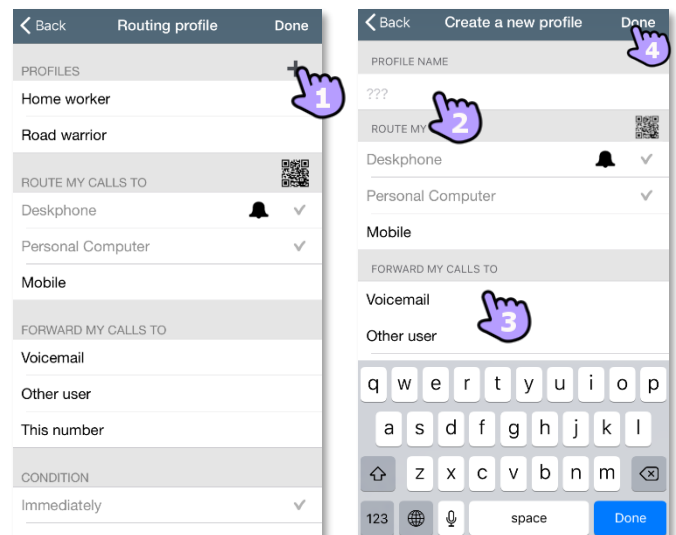 Back Routing profile Done
PROFILES +
1
Home worker
Road warrior
ROUTE MY CALLS TO
Deskphone
Personal Computer
Mobile
FORWARD MY CALLS TO
Voicemail
Other user
This number
CONDITION
Immediately
Back Create a new profile Done
4
PROFILE NAME
???
2
ROUTE MY
Deskphone
Personal Computer
Mobile
FORWARD MY CALLS TO
Voicemail
3
Other user
q w e r t y u i o p
a s d f g h j k l
z x c v b n m
123 space Done